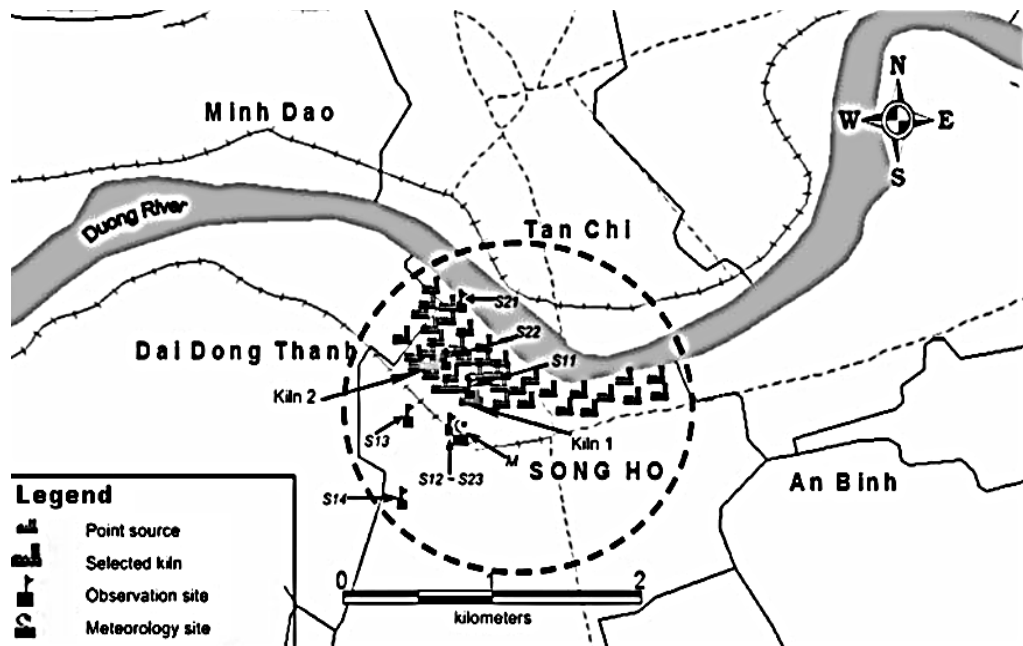 N
Minh Dao
W E
S
Duong River
Tan Chi
S21
S22
Dai Dong Thanh
S11
Kiln 2
S13
Kiln 1
M
S12 - S23
SONG HO
An Binh
S14
Legend
Point source
Selected kiln
Observation site
Meteorology site
0 1 2
kilometers